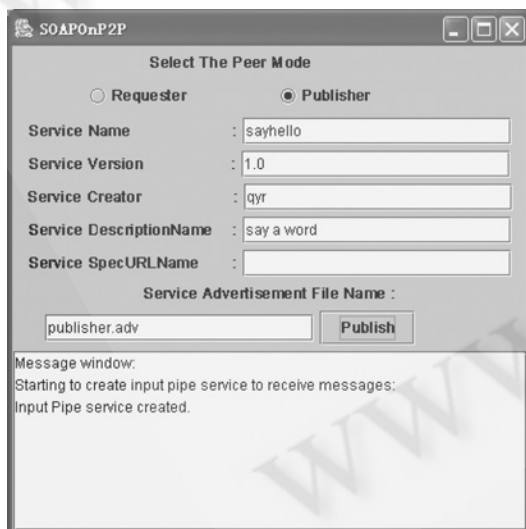 SOAPOnP2P
Select The Peer Mode
Requester Publisher
Service Name : sayhello
Service Version : 1.0
Service Creator : qyr
Service DescriptionName : say a word
Service SpecURLName :
Service Advertisement File Name :
publisher.adv Publish
Message window:
Starting to create input pipe service to receive messages:
Input Pipe service created.